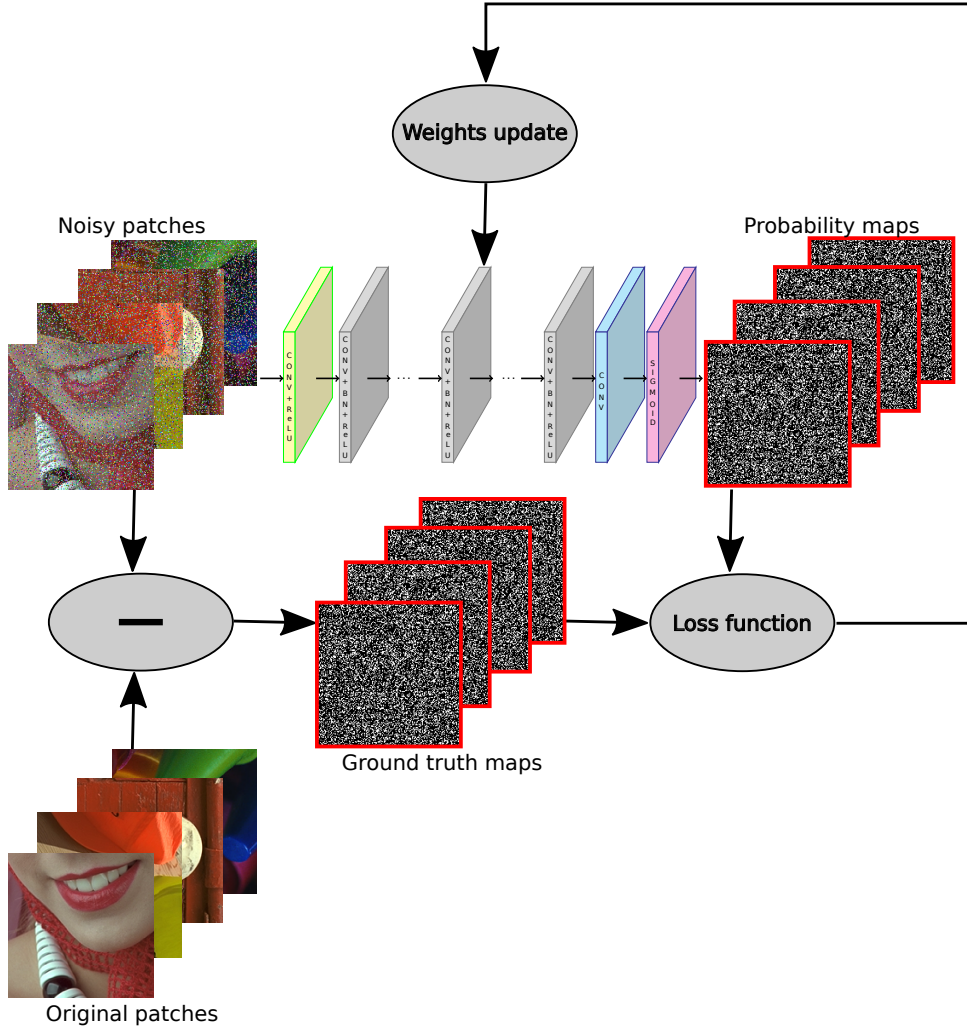 Weights update
Noisy patches
Probability maps
CONV+ReLU
CONV+BN+ReLU
...
CONV+BN+ReLU
...
CONV+BN+ReLU
CONV
SIGMOID
Loss function
Ground truth maps
Original patches